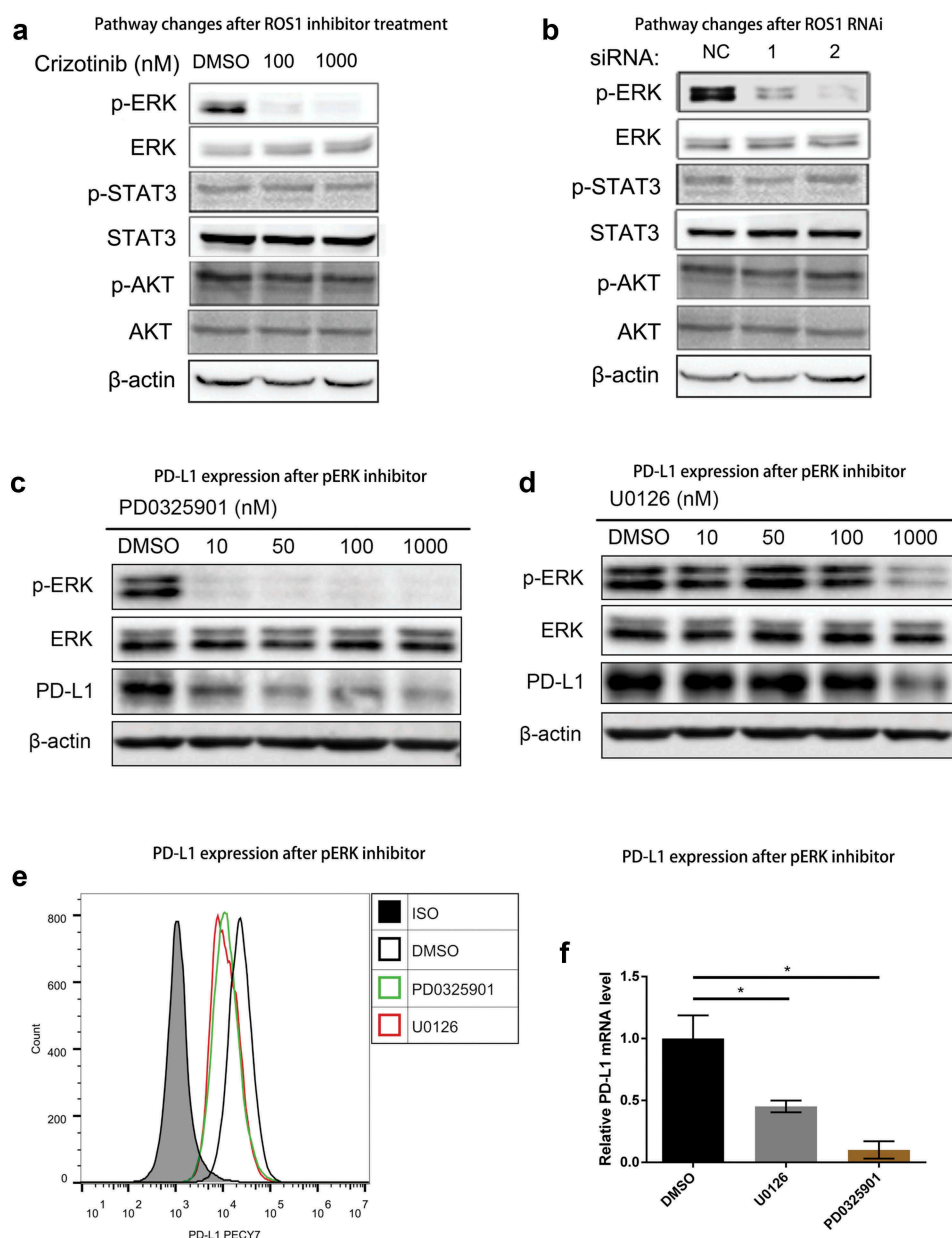 a
Pathway changes after ROS1 inhibitor treatment
Crizotinib (nM) DMSO 100 1000
p-ERK
ERK
p-STAT3
STAT3
p-AKT
AKT
β-actin
b
Pathway changes after ROS1 RNAi
siRNA: NC 1 2
p-ERK
ERK
p-STAT3
STAT3
p-AKT
AKT
β-actin
c
PD-L1 expression after pERK inhibitor
PD0325901 (nM)
DMSO 10 50 100 1000
p-ERK
ERK
PD-L1
β-actin
d
PD-L1 expression after pERK inhibitor
U0126 (nM)
DMSO 10 50 100 1000
p-ERK
ERK
PD-L1
β-actin
PD-L1 expression after pERK inhibitor
e
800
600
400
200
0
Count
10^1 10^2 10^3 10^4 10^5 10^6 10^7
PD-L1 PECY7
ISO
DMSO
PD0325901
U0126
PD-L1 expression after pERK inhibitor
f
Relative PD-L1 mRNA level
1.5
1.0
0.5
0.0
*
*
DMSO
U0126
PD0325901